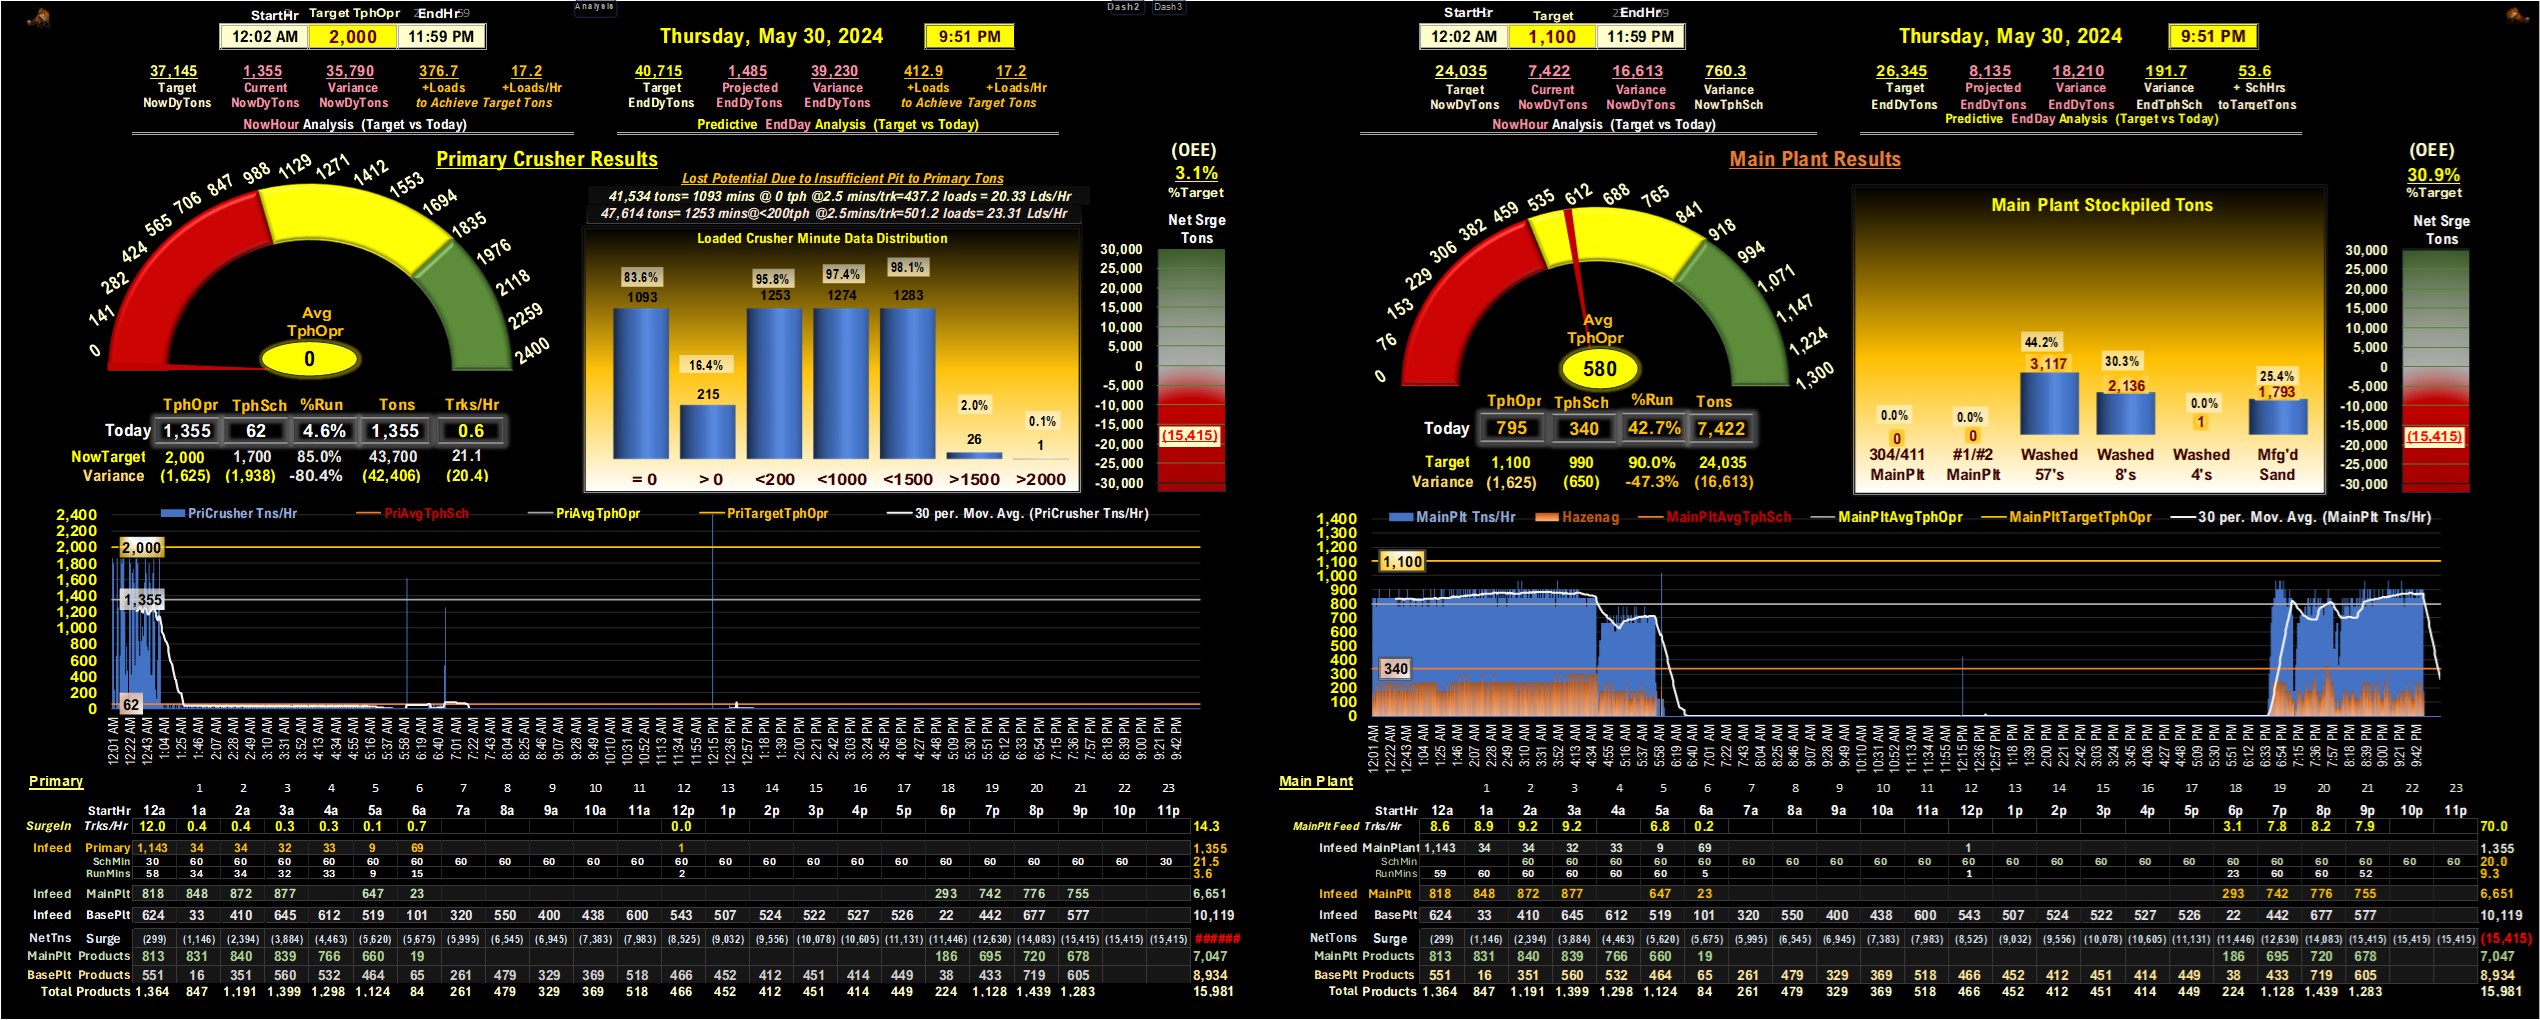 Analysis
Dash2 Dash3
StartHr Target TphOpr EndHr
12:02 AM 2,000 11:59 PM
Thursday, May 30, 2024 9:51 PM
37,145 1,355 35,790 376.7 17.2
Target Current Variance +Loads +Loads/Hr
NowDyTons NowDyTons NowDyTons to Achieve Target Tons
NowHour Analysis (Target vs Today)
40,715 1,485 39,230 412.9 17.2
Target Projected Variance +Loads +Loads/Hr
EndDyTons EndDyTons EndDyTons to Achieve Target Tons
Predictive EndDay Analysis (Target vs Today)
Primary Crusher Results
0 141 282 424 565 706 847 988 1129 1271 1412 1553 1694 1835 1976 2118 2259 2400
Avg
TphOpr
0
TphOpr TphSch %Run Tons Trks/Hr
Today 1,355 62 4.6% 1,355 0.6
NowTarget 2,000 1,700 85.0% 43,700 21.1
Variance (1,625) (1,938) -80.4% (42,406) (20.4)
Lost Potential Due to Insufficient Pit to Primary Tons
41,534 tons= 1093 mins @ 0 tph @2.5 mins/trk=437.2 loads = 20.33 Lds/Hr
47,614 tons= 1253 mins@<200tph @2.5mins/trk=501.2 loads= 23.31 Lds/Hr
Loaded Crusher Minute Data Distribution
83.6% 16.4% 95.8% 97.4% 98.1% 2.0% 0.1%
1093 215 1253 1274 1283 26 1
= 0 > 0 <200 <1000 <1500 >1500 >2000
(OEE)
3.1%
%Target
Net Srge
Tons
30,000
25,000
20,000
15,000
10,000
5,000
0
-5,000
-10,000
-15,000
(15,415)
-20,000
-25,000
-30,000
PriCrusher Tns/Hr PriAvgTphSch PriAvgTphOpr PriTargetTphOpr 30 per. Mov. Avg. (PriCrusher Tns/Hr)
2,400
2,200
2,000
1,800
1,600
1,400
1,200
1,000
800
600
400
200
0
2,000
1,355
62
12:01 AM 12:22 AM 12:43 AM 1:04 AM 1:25 AM 1:46 AM 2:07 AM 2:28 AM 2:49 AM 3:10 AM 3:31 AM 3:52 AM 4:13 AM 4:34 AM 4:55 AM 5:16 AM 5:37 AM 5:58 AM 6:19 AM 6:40 AM 7:01 AM 7:22 AM 7:43 AM 8:04 AM 8:25 AM 8:46 AM 9:07 AM 9:28 AM 9:49 AM 10:10 AM 10:31 AM 10:52 AM 11:13 AM 11:34 AM 11:55 AM 12:15 PM 12:36 PM 12:57 PM 1:18 PM 1:39 PM 2:00 PM 2:21 PM 2:42 PM 3:03 PM 3:24 PM 3:45 PM 4:06 PM 4:27 PM 4:48 PM 5:09 PM 5:30 PM 5:51 PM 6:12 PM 6:33 PM 6:54 PM 7:15 PM 7:36 PM 7:57 PM 8:18 PM 8:39 PM 9:00 PM 9:21 PM 9:42 PM
Primary
1 2 3 4 5 6 7 8 9 10 11 12 13 14 15 16 17 18 19 20 21 22 23
StartHr 12a 1a 2a 3a 4a 5a 6a 7a 8a 9a 10a 11a 12p 1p 2p 3p 4p 5p 6p 7p 8p 9p 10p 11p
SurgeIn Trks/Hr 12.0 0.4 0.4 0.3 0.3 0.1 0.7 0.0 14.3
Infeed Primary 1,143 34 34 32 33 9 69 1 1,355
SchMin 30 60 60 60 60 60 60 60 60 60 60 60 60 60 60 60 60 60 60 60 60 60 60 30 21.5
RunMins 58 34 34 32 33 9 15 2 3.6
Infeed MainPlt 818 848 872 877 647 23 293 742 776 755 6,651
Infeed BasePlt 624 33 410 645 612 519 101 320 550 400 438 600 543 507 524 522 527 526 22 442 677 577 10,119
NetTns Surge (299) (1,146) (2,394) (3,884) (4,463) (5,620) (5,675) (5,995) (6,545) (6,945) (7,383) (7,983) (8,525) (9,032) (9,556) (10,078) (10,605) (11,131) (11,446) (12,630) (14,083) (15,415) (15,415) (15,415) ######
MainPlt Products 813 831 840 839 766 660 19 186 695 720 678 7,047
BasePlt Products 551 16 351 560 532 464 65 261 479 329 369 518 466 452 412 451 414 449 38 433 719 605 8,934
Total Products 1,364 847 1,191 1,399 1,298 1,124 84 261 479 329 369 518 466 452 412 451 414 449 224 1,128 1,439 1,283 15,981
StartHr Target EndHr
12:02 AM 1,100 11:59 PM
Thursday, May 30, 2024 9:51 PM
24,035 7,422 16,613 760.3
Target Current Variance Variance
NowDyTons NowDyTons NowDyTons NowTphSch
NowHour Analysis (Target vs Today)
26,345 8,135 18,210 191.7 53.6
Target Projected Variance Variance + SchHrs
EndDyTons EndDyTons EndDyTons EndTphSch toTargetTons
Predictive EndDay Analysis (Target vs Today)
Main Plant Results
0 76 153 229 306 382 459 535 612 688 765 841 918 994 1,071 1,147 1,224 1,300
Avg
TphOpr
580
TphOpr TphSch %Run Tons
Today 795 340 42.7% 7,422
Target 1,100 990 90.0% 24,035
Variance (1,625) (650) -47.3% (16,613)
Main Plant Stockpiled Tons
0.0% 0.0% 44.2% 30.3% 0.0% 25.4%
0 0 3,117 2,136 1 1,793
304/411 #1/#2 Washed Washed Washed Mfg'd
MainPlt MainPlt 57's 8's 4's Sand
(OEE)
30.9%
%Target
Net Srge
Tons
30,000
25,000
20,000
15,000
10,000
5,000
0
-5,000
-10,000
-15,000
(15,415)
-20,000
-25,000
-30,000
MainPlt Tns/Hr Hazenag MainPltAvgTphSch MainPltAvgTphOpr MainPltTargetTphOpr 30 per. Mov. Avg. (MainPlt Tns/Hr)
1,400
1,300
1,200
1,100
1,000
900
800
700
600
500
400
300
200
100
0
1,100
340
12:01 AM 12:22 AM 12:43 AM 1:04 AM 1:25 AM 1:46 AM 2:07 AM 2:28 AM 2:49 AM 3:10 AM 3:31 AM 3:52 AM 4:13 AM 4:34 AM 4:55 AM 5:16 AM 5:37 AM 5:58 AM 6:19 AM 6:40 AM 7:01 AM 7:22 AM 7:43 AM 8:04 AM 8:25 AM 8:46 AM 9:07 AM 9:28 AM 9:49 AM 10:10 AM 10:31 AM 10:52 AM 11:13 AM 11:34 AM 11:55 AM 12:15 PM 12:36 PM 12:57 PM 1:18 PM 1:39 PM 2:00 PM 2:21 PM 2:42 PM 3:03 PM 3:24 PM 3:45 PM 4:06 PM 4:27 PM 4:48 PM 5:09 PM 5:30 PM 5:51 PM 6:12 PM 6:33 PM 6:54 PM 7:15 PM 7:36 PM 7:57 PM 8:18 PM 8:39 PM 9:00 PM 9:21 PM 9:42 PM
Main Plant
1 2 3 4 5 6 7 8 9 10 11 12 13 14 15 16 17 18 19 20 21 22 23
StartHr 12a 1a 2a 3a 4a 5a 6a 7a 8a 9a 10a 11a 12p 1p 2p 3p 4p 5p 6p 7p 8p 9p 10p 11p
MainPlt Feed Trks/Hr 8.6 8.9 9.2 9.2 6.8 0.2 3.1 7.8 8.2 7.9 70.0
Infeed MainPlant 1,143 34 34 32 33 9 69 1 1,355
SchMin 60 60 60 60 60 60 60 60 60 60 60 60 60 60 60 60 60 60 60 60 60 60 20.0
RunMins 59 60 60 60 60 60 5 1 23 60 60 52 9.3
Infeed MainPlt 818 848 872 877 647 23 293 742 776 755 6,651
Infeed BasePlt 624 33 410 645 612 519 101 320 550 400 438 600 543 507 524 522 527 526 22 442 677 577 10,119
NetTons Surge (299) (1,146) (2,394) (3,884) (4,463) (5,620) (5,675) (5,995) (6,545) (6,945) (7,383) (7,983) (8,525) (9,032) (9,556) (10,078) (10,605) (11,131) (11,446) (12,630) (14,083) (15,415) (15,415) (15,415) (15,415)
MainPlt Products 813 831 840 839 766 660 19 186 695 720 678 7,047
BasePlt Products 551 16 351 560 532 464 65 261 479 329 369 518 466 452 412 451 414 449 38 433 719 605 8,934
Total Products 1,364 847 1,191 1,399 1,298 1,124 84 261 479 329 369 518 466 452 412 451 414 449 224 1,128 1,439 1,283 15,981